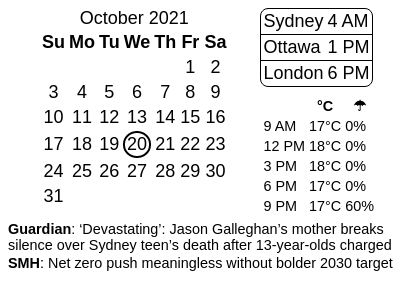 October 2021
Su Mo Tu We Th Fr Sa
1 2
3 4 5 6 7 8 9
10 11 12 13 14 15 16
17 18 19 20 21 22 23
24 25 26 27 28 29 30
31
Sydney 4 AM
Ottawa 1 PM
London 6 PM
°C ☂
9 AM 17°C 0%
12 PM 18°C 0%
3 PM 18°C 0%
6 PM 17°C 0%
9 PM 17°C 60%
Guardian: ‘Devastating’: Jason Galleghan’s mother breaks
silence over Sydney teen’s death after 13-year-olds charged
SMH: Net zero push meaningless without bolder 2030 target